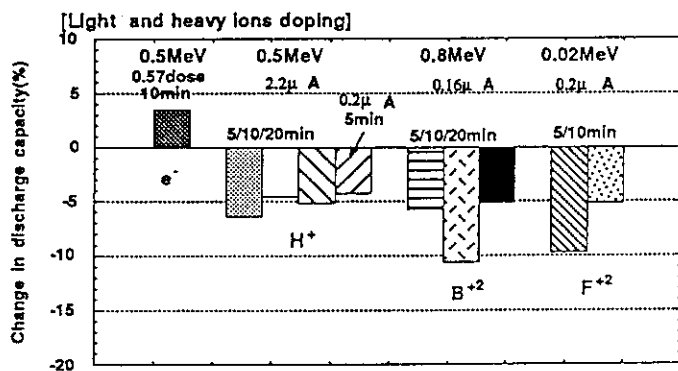 [Light and heavy ions doping]
10
0.5MeV 0.5MeV 0.8MeV 0.02MeV
0.57dose
10min
2.2μ A
0.2μ A
5min
0.16μ A
0.2μ A
5
5/10/20min 5/10/20min 5/10min
0
e-
-5
H+
-10
B+2 F+2
-15
-20
Change in discharge capacity(%)